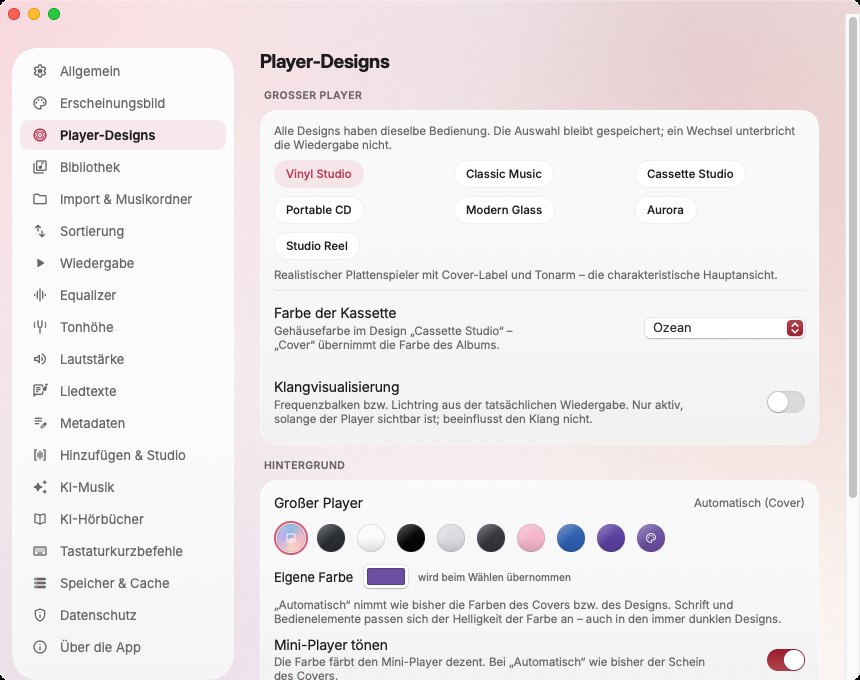 Allgemein
Erscheinungsbild
Player-Designs
Bibliothek
Import & Musikordner
Sortierung
Wiedergabe
Equalizer
Tonhöhe
Lautstärke
Liedtexte
Metadaten
Hinzufügen & Studio
KI-Musik
KI-Hörbücher
Tastaturkurzbefehle
Speicher & Cache
Datenschutz
Über die App
Player-Designs
GROSSER PLAYER
Alle Designs haben dieselbe Bedienung. Die Auswahl bleibt gespeichert; ein Wechsel unterbricht
die Wiedergabe nicht.
Vinyl Studio
Classic Music
Cassette Studio
Portable CD
Modern Glass
Aurora
Studio Reel
Realistischer Plattenspieler mit Cover-Label und Tonarm – die charakteristische Hauptansicht.
Farbe der Kassette
Gehäusefarbe im Design „Cassette Studio“ –
„Cover“ übernimmt die Farbe des Albums.
Ozean
Klangvisualisierung
Frequenzbalken bzw. Lichtring aus der tatsächlichen Wiedergabe. Nur aktiv,
solange der Player sichtbar ist; beeinflusst den Klang nicht.
HINTERGRUND
Großer Player
Automatisch (Cover)
Eigene Farbe
wird beim Wählen übernommen
„Automatisch“ nimmt wie bisher die Farben des Covers bzw. des Designs. Schrift und
Bedienelemente passen sich der Helligkeit der Farbe an – auch in den immer dunklen Designs.
Mini-Player tönen
Die Farbe färbt den Mini-Player dezent. Bei „Automatisch“ wie bisher der Schein
des Covers.